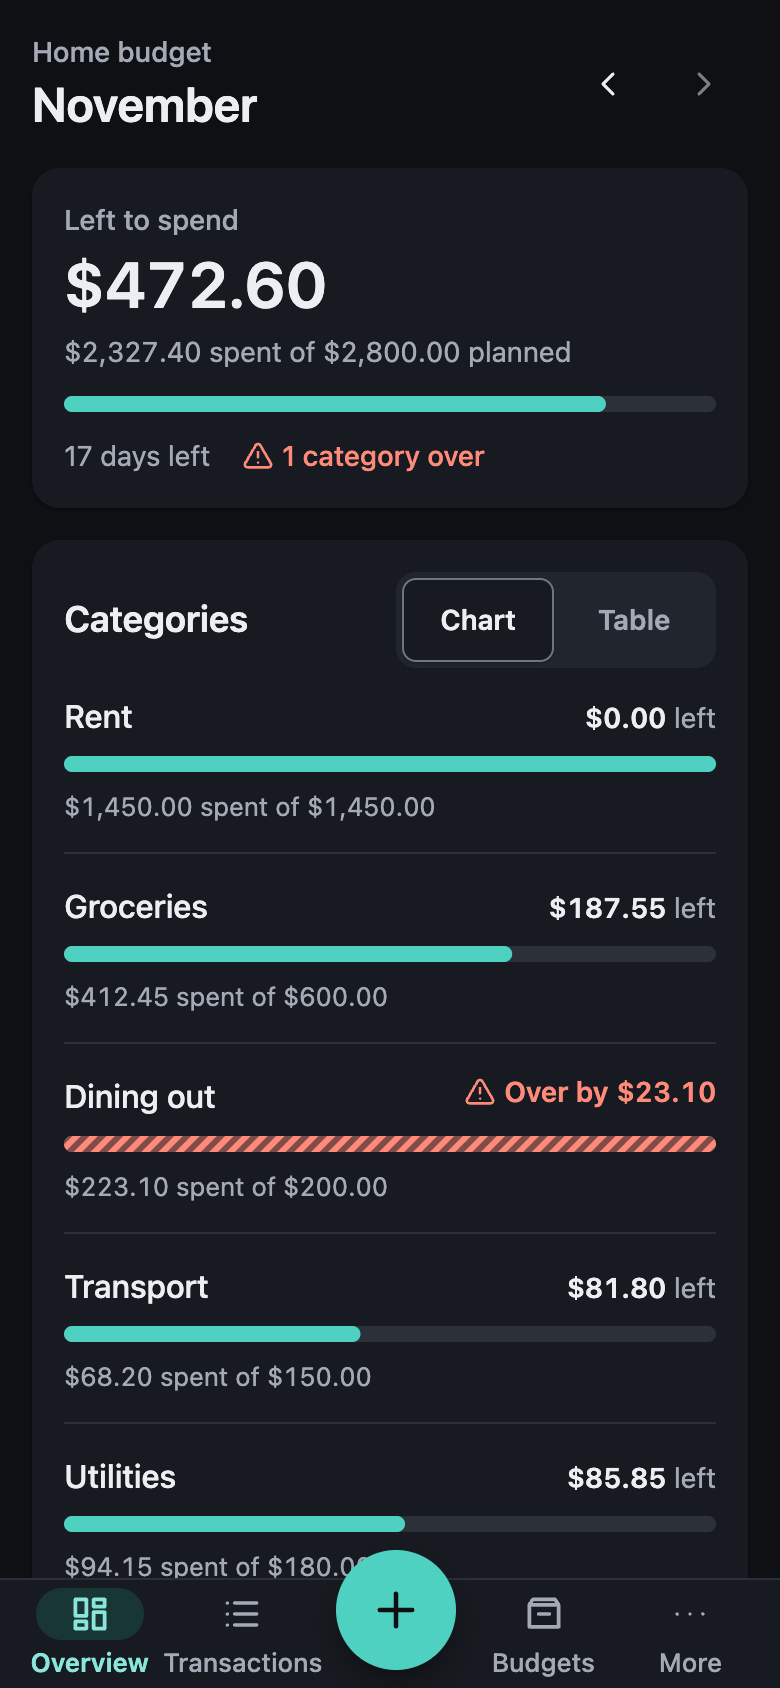 Home budget
November
Left to spend
$472.60
$2,327.40 spent of $2,800.00 planned
17 days left 1 category over
Categories Chart Table
Rent $0.00 left
$1,450.00 spent of $1,450.00
Groceries $187.55 left
$412.45 spent of $600.00
Dining out Over by $23.10
$223.10 spent of $200.00
Transport $81.80 left
$68.20 spent of $150.00
Utilities $85.85 left
$94.15 spent of
Overview Transactions Budgets More